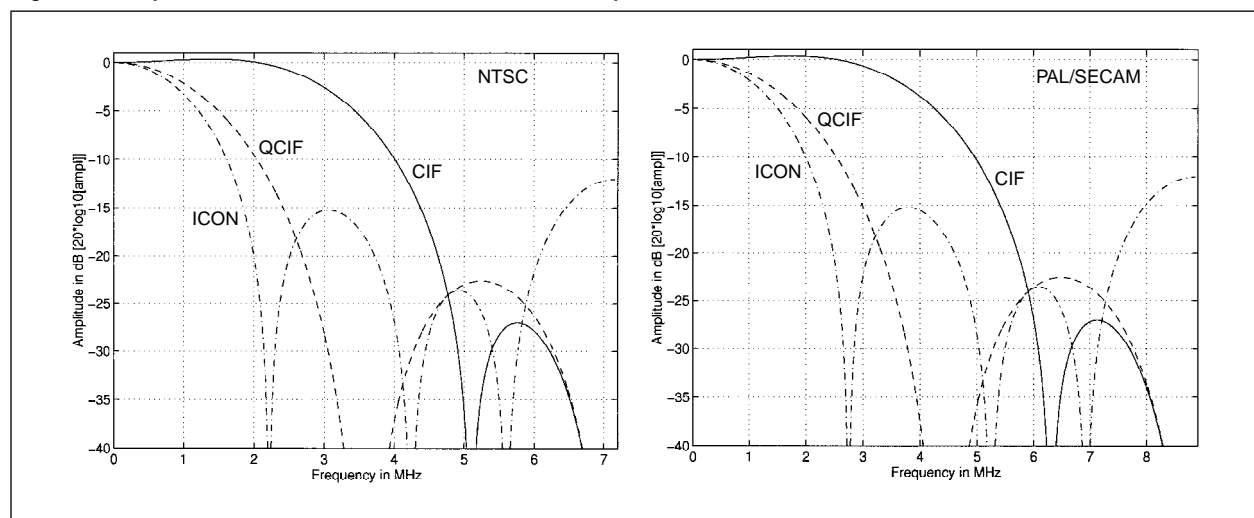 NTSC
QCIF
CIF
ICON
0
−5
−10
−15
−20
−25
−30
−35
−40
Amplitude in dB [20*log10[ampl]]
0 1 2 3 4 5 6 7
Frequency in MHz
PAL/SECAM
QCIF
CIF
ICON
0
−5
−10
−15
−20
−25
−30
−35
−40
Amplitude in dB [20*log10[ampl]]
0 1 2 3 4 5 6 7 8
Frequency in MHz